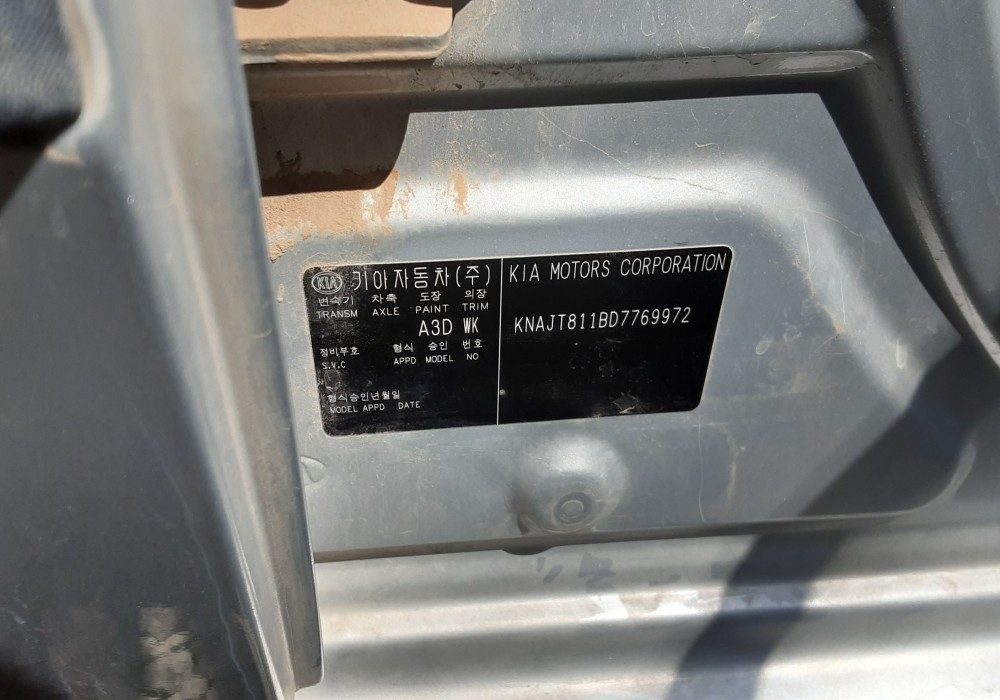 KIA 기아자동차(주)
변속기 차축 도장 의장
TRANSM AXLE PAINT TRIM
A3D WK
정비부호 형식 승인 번호
S.V.C APPD MODEL NO
형식승인년월일
MODEL APPD DATE
KIA MOTORS CORPORATION
KNAJT811BD7769972